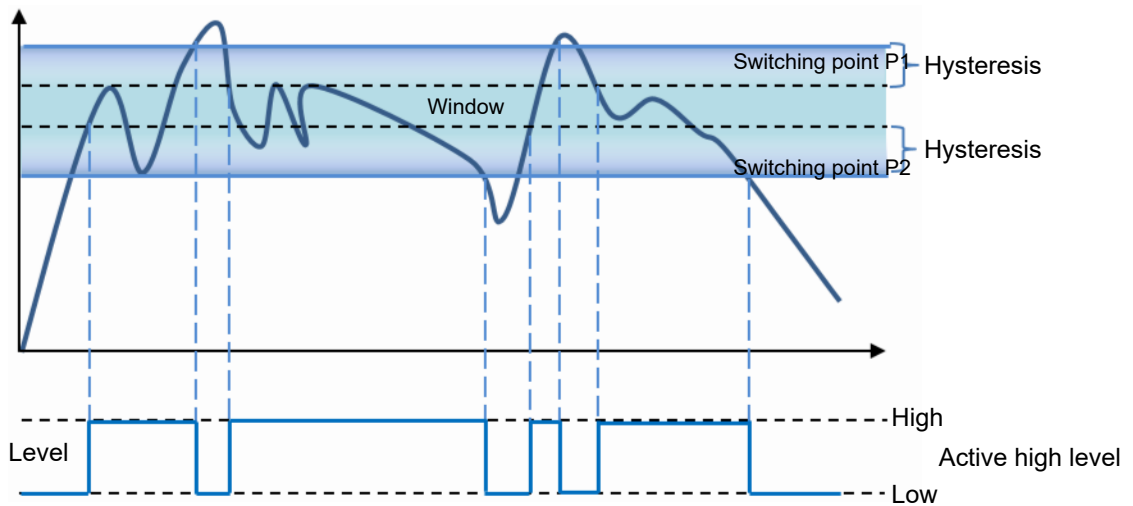 Switching point P1
Hysteresis
Window
Hysteresis
Switching point P2
High
Level
Active high level
Low